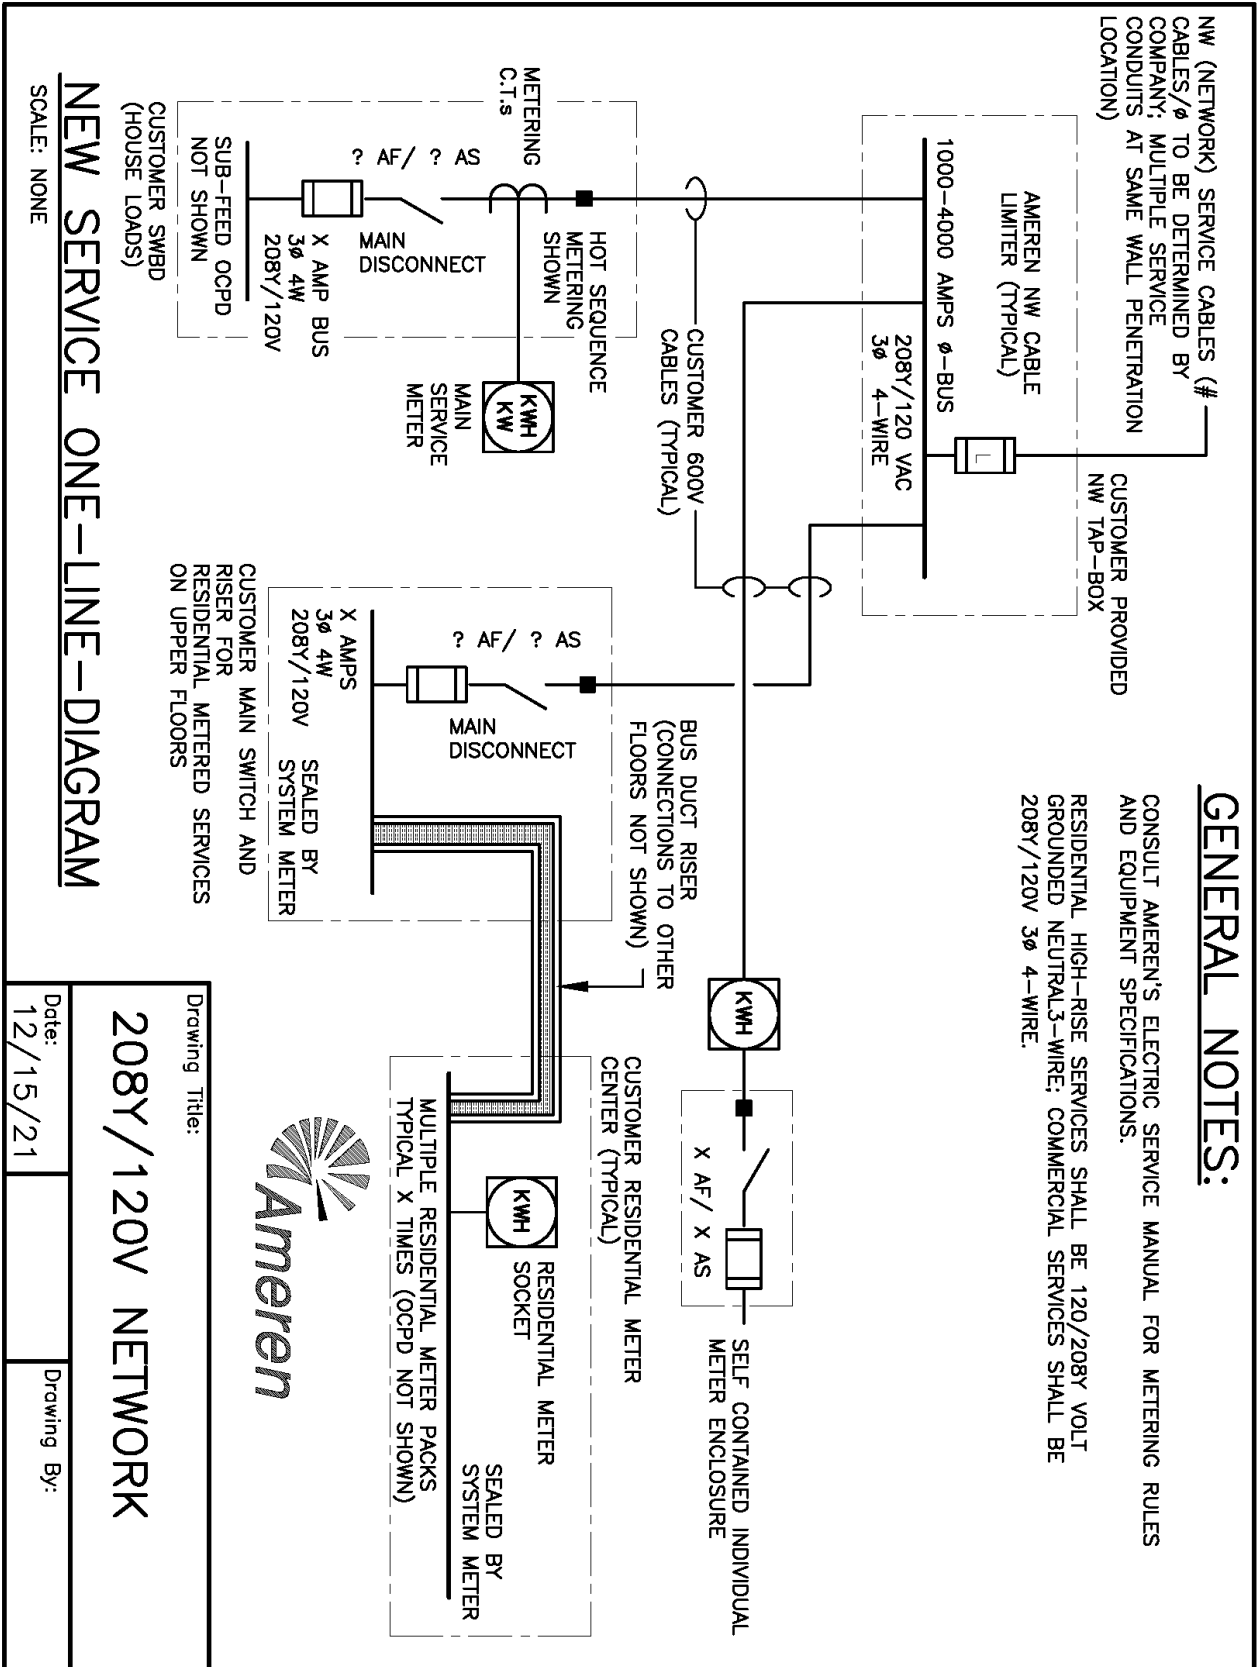 NW (NETWORK) SERVICE CABLES (#
CABLES/ø TO BE DETERMINED BY
COMPANY; MULTIPLE SERVICE
CONDUITS AT SAME WALL PENETRATION
LOCATION)
CUSTOMER PROVIDED
NW TAP-BOX
AMEREN NW CABLE
LIMITER (TYPICAL)
L
1000-4000 AMPS ø-BUS
208Y/120 VAC
3ø 4-WIRE
CUSTOMER 600V
CABLES (TYPICAL)
HOT SEQUENCE
METERING
SHOWN
METERING
C.T.s
KWH
KW
MAIN
SERVICE
METER
? AF/ ? AS
MAIN
DISCONNECT
X AMP BUS
3ø 4W
208Y/120V
SUB-FEED OCPD
NOT SHOWN
CUSTOMER SWBD
(HOUSE LOADS)
? AF/ ? AS
MAIN
DISCONNECT
X AMPS
3ø 4W
208Y/120V
SEALED BY
SYSTEM METER
CUSTOMER MAIN SWITCH AND
RISER FOR
RESIDENTIAL METERED SERVICES
ON UPPER FLOORS
BUS DUCT RISER
(CONNECTIONS TO OTHER
FLOORS NOT SHOWN)
KWH
X AF/ X AS
SELF CONTAINED INDIVIDUAL
METER ENCLOSURE
CUSTOMER RESIDENTIAL METER
CENTER (TYPICAL)
KWH
RESIDENTIAL METER
SOCKET
SEALED BY
SYSTEM METER
MULTIPLE RESIDENTIAL METER PACKS
TYPICAL X TIMES (OCPD NOT SHOWN)
GENERAL NOTES:
CONSULT AMEREN'S ELECTRIC SERVICE MANUAL FOR METERING RULES
AND EQUIPMENT SPECIFICATIONS.
RESIDENTIAL HIGH-RISE SERVICES SHALL BE 120/208Y VOLT
GROUNDED NEUTRAL3-WIRE; COMMERCIAL SERVICES SHALL BE
208Y/120V 3ø 4-WIRE.
NEW SERVICE ONE-LINE-DIAGRAM
SCALE: NONE
Ameren
Drawing Title:
208Y/120V NETWORK
Date:
12/15/21
Drawing By: